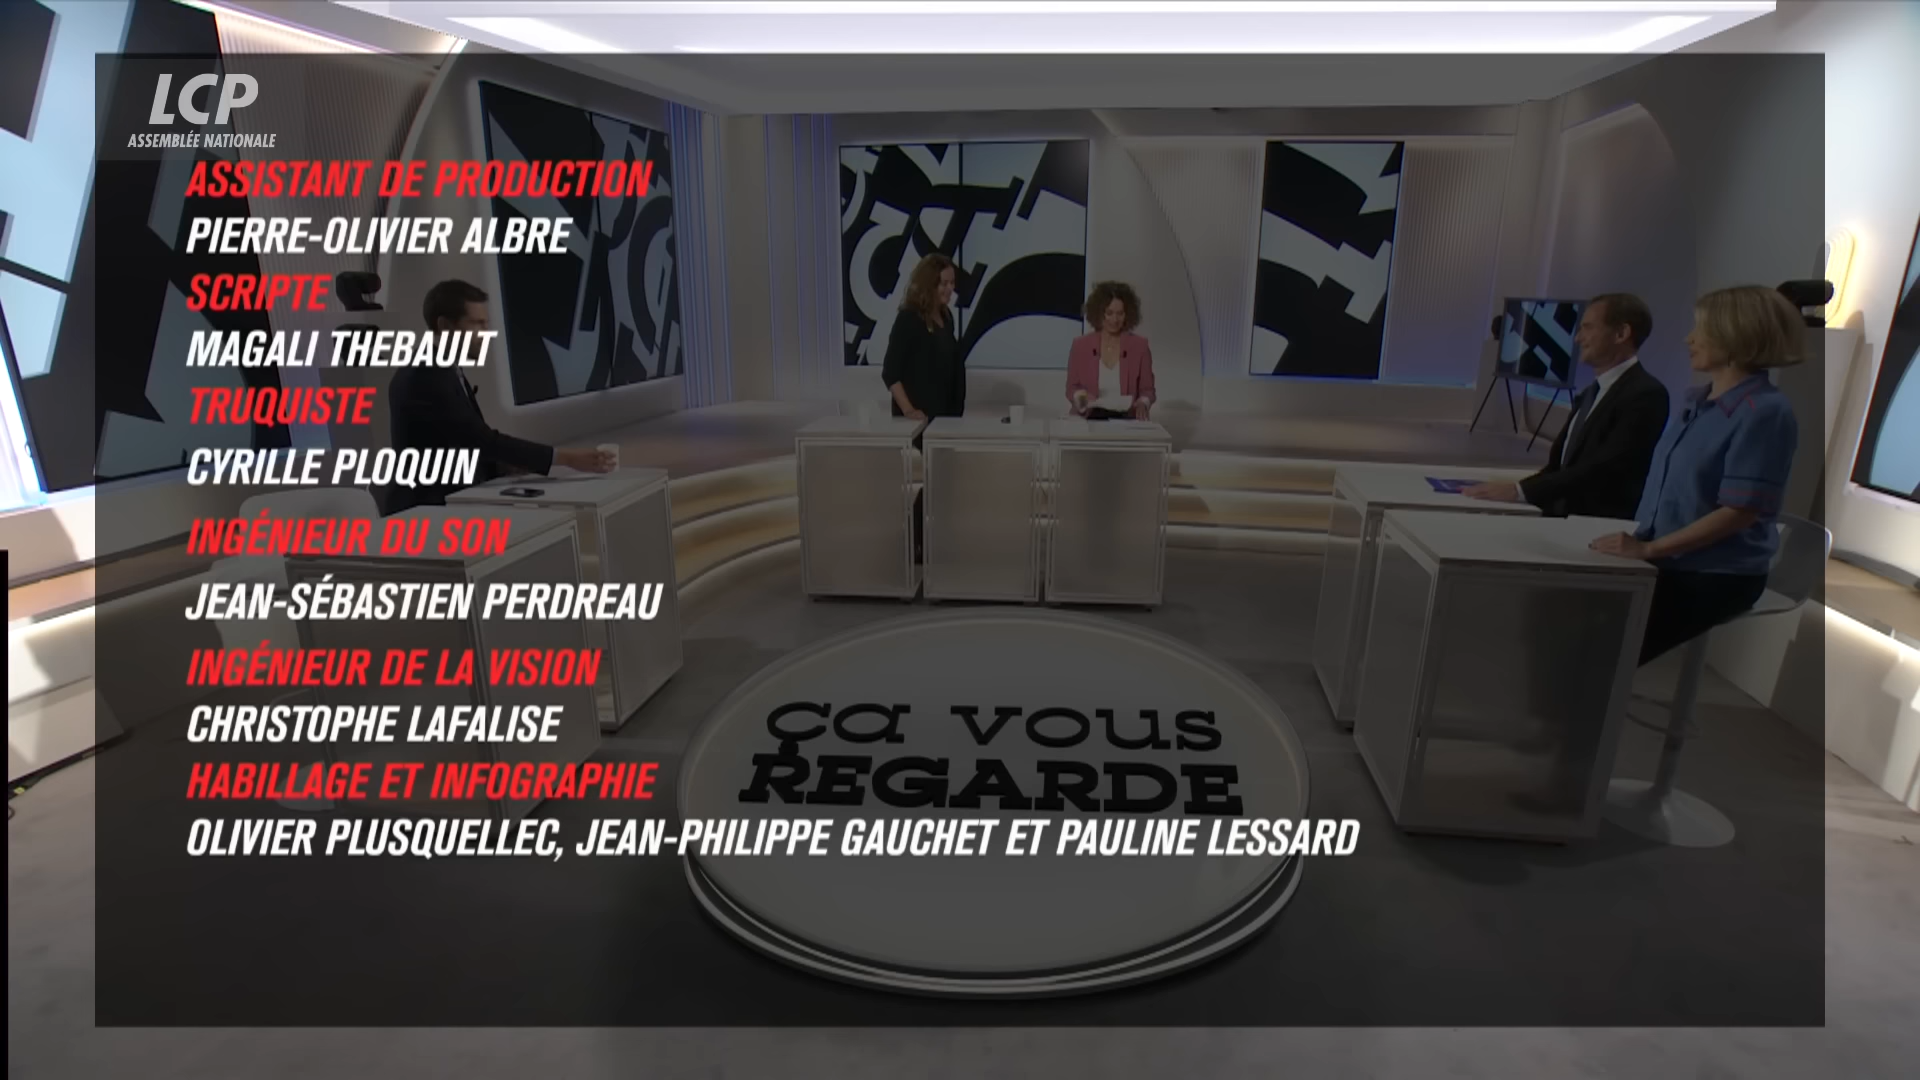 LCP
ASSEMBLÉE NATIONALE
ASSISTANT DE PRODUCTION
PIERRE-OLIVIER ALBRE
SCRIPTE
MAGALI THEBAULT
TRUQUISTE
CYRILLE PLOQUIN
INGÉNIEUR DU SON
JEAN-SÉBASTIEN PERDREAU
INGÉNIEUR DE LA VISION
CHRISTOPHE LAFALISE
HABILLAGE ET INFOGRAPHIE
OLIVIER PLUSQUELLEC, JEAN-PHILIPPE GAUCHET ET PAULINE LESSARD
ça vous
REGARDE